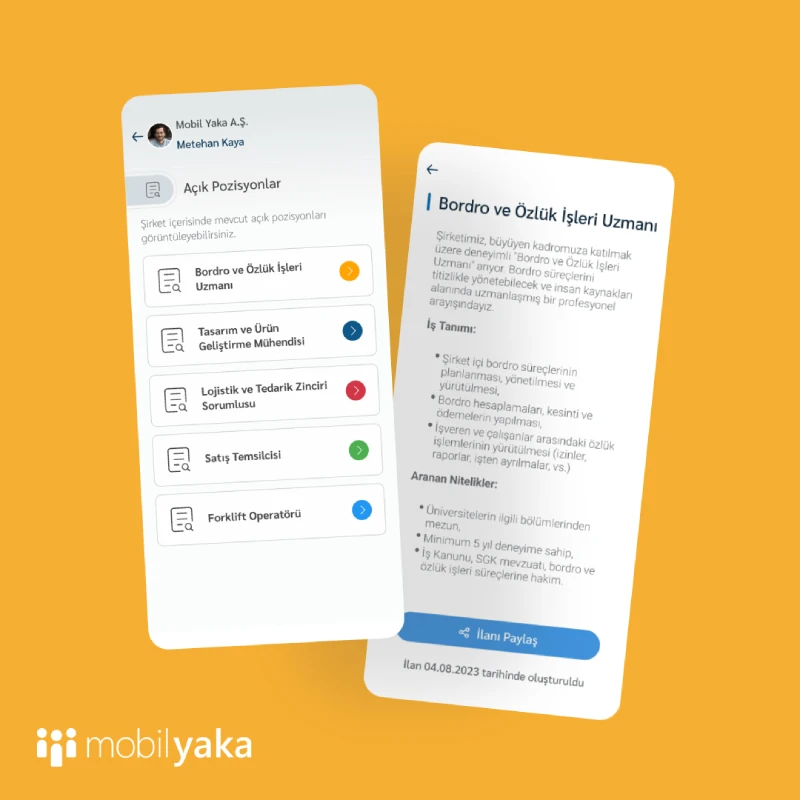 Mobil Yaka A.Ş.
Metehan Kaya
Açık Pozisyonlar
Şirket içerisinde mevcut açık pozisyonları
görüntüleyebilirsiniz.
Bordro ve Özlük İşleri
Uzmanı
Tasarım ve Ürün
Geliştirme Mühendisi
Lojistik ve Tedarik Zinciri
Sorumlusu
Satış Temsilcisi
Forklift Operatörü
Bordro ve Özlük İşleri Uzmanı
Şirketimiz, büyüyen kadromuza katılmak
üzere deneyimli "Bordro ve Özlük İşleri
Uzmanı" arıyor. Bordro süreçlerini
titizlikle yönetebilecek ve insan kaynakları
alanında uzmanlaşmış bir profesyonel
arayışındayız.
İş Tanımı:
• Şirket içi bordro süreçlerinin
planlanması, yönetilmesi ve
yürütülmesi,
• Bordro hesaplamaları, kesinti ve
ödemelerin yapılması,
• İşveren ve çalışanlar arasındaki özlük
işlemlerinin yürütülmesi (izinler,
raporlar, işten ayrılmalar, vs.)
Aranan Nitelikler:
• Üniversitelerin ilgili bölümlerinden
mezun,
• Minimum 5 yıl deneyime sahip,
• İş Kanunu, SGK mevzuatı, bordro ve
özlük işleri süreçlerine hakim.
İlanı Paylaş
İlan 04.08.2023 tarihinde oluşturuldu
mobilyaka